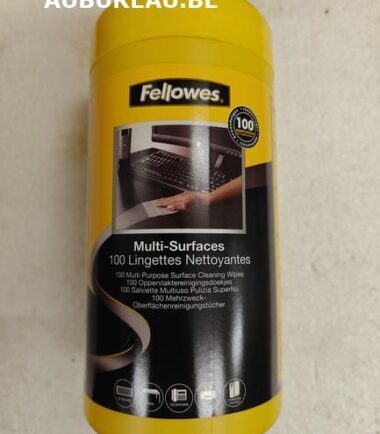 AUBUREAU.BE
Fellowes®
100
Multi-Surfaces
100 Lingettes Nettoyantes
100 Multi Purpose Surface Cleaning Wipes
100 Oppervlaktereinigingsdoekjes
100 Salviette Multiuso Pulizia Superfici
100 Mehrzweck-
Oberflächenreinigungstücher
TELEPHONE